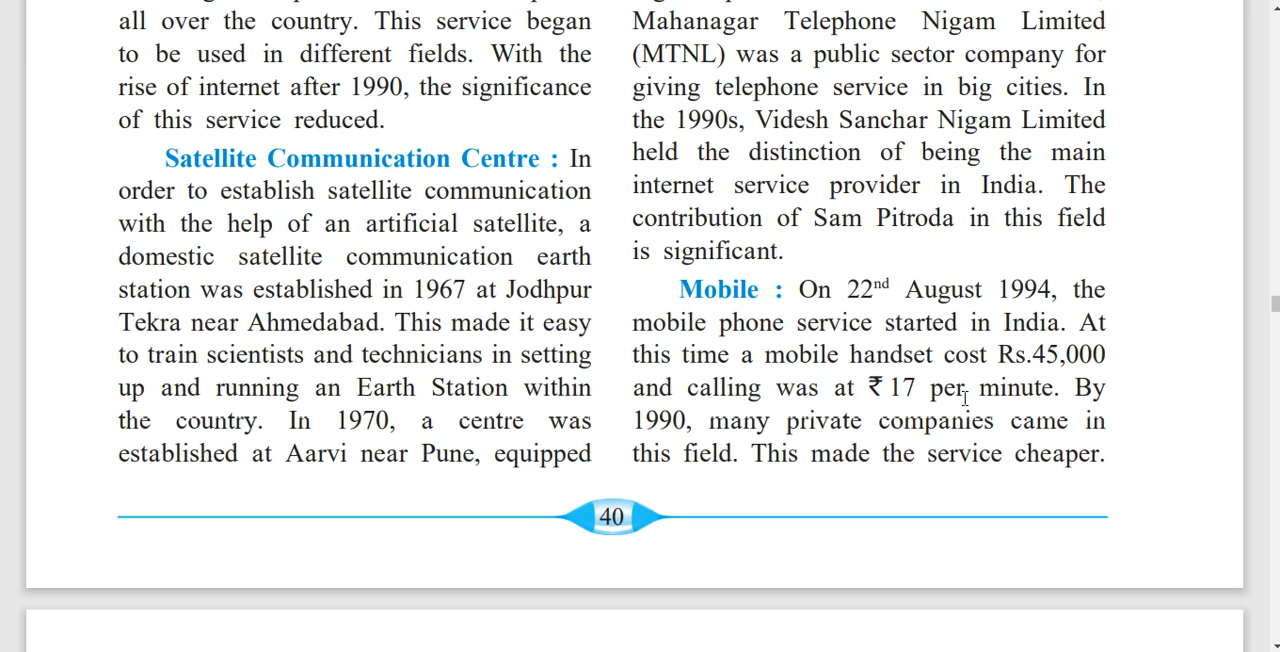 all over the country. This service began
to be used in different fields. With the
rise of internet after 1990, the significance
of this service reduced.
Satellite Communication Centre : In
order to establish satellite communication
with the help of an artificial satellite, a
domestic satellite communication earth
station was established in 1967 at Jodhpur
Tekra near Ahmedabad. This made it easy
to train scientists and technicians in setting
up and running an Earth Station within
the country. In 1970, a centre was
established at Aarvi near Pune, equipped
Mahanagar Telephone Nigam Limited
(MTNL) was a public sector company for
giving telephone service in big cities. In
the 1990s, Videsh Sanchar Nigam Limited
held the distinction of being the main
internet service provider in India. The
contribution of Sam Pitroda in this field
is significant.
Mobile : On 22nd August 1994, the
mobile phone service started in India. At
this time a mobile handset cost Rs.45,000
and calling was at ₹ 17 per minute. By
1990, many private companies came in
this field. This made the service cheaper.
40